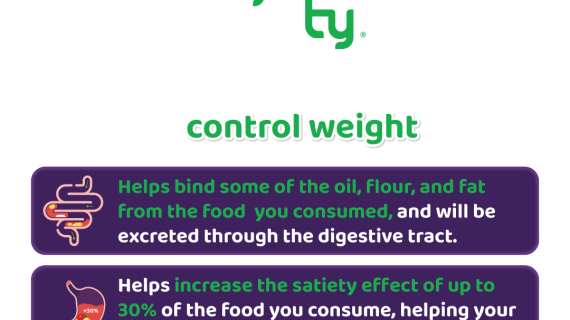 ty®
control weight
Helps bind some of the oil, flour, and fat
from the food you consumed, and will be
excreted through the digestive tract.
+30%
Helps increase the satiety effect of up to
30% of the food you consume, helping your